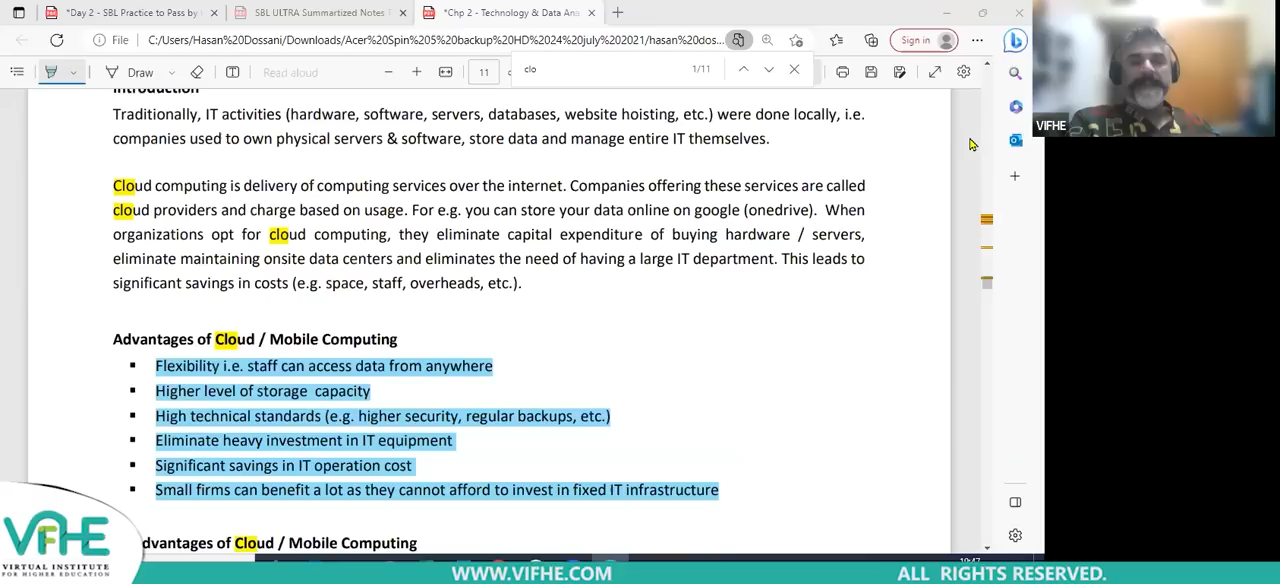 *Day 2 - SBL Practice to Pass by
SBL ULTRA Summarized Notes
*Chp 2 - Technology & Data Ana
File
C:/Users/Hasan%20Dossani/Downloads/Acer%20Spin%205%20backup%20HD%2024%20july%202021/hasan%20dos...
Sign in
Draw
Read aloud
11
clo
1/11
VIFHE
Introduction
Traditionally, IT activities (hardware, software, servers, databases, website hoisting, etc.) were done locally, i.e.
companies used to own physical servers & software, store data and manage entire IT themselves.
Cloud computing is delivery of computing services over the internet. Companies offering these services are called
cloud providers and charge based on usage. For e.g. you can store your data online on google (onedrive). When
organizations opt for cloud computing, they eliminate capital expenditure of buying hardware / servers,
eliminate maintaining onsite data centers and eliminates the need of having a large IT department. This leads to
significant savings in costs (e.g. space, staff, overheads, etc.).
Advantages of Cloud / Mobile Computing
Flexibility i.e. staff can access data from anywhere
Higher level of storage capacity
High technical standards (e.g. higher security, regular backups, etc.)
Eliminate heavy investment in IT equipment
Significant savings in IT operation cost
Small firms can benefit a lot as they cannot afford to invest in fixed IT infrastructure
dvantages of Cloud / Mobile Computing
VIFHE
VIRTUAL INSTITUTE
FOR HIGHER EDUCATION
WWW.VIFHE.COM
ALL RIGHTS RESERVED.